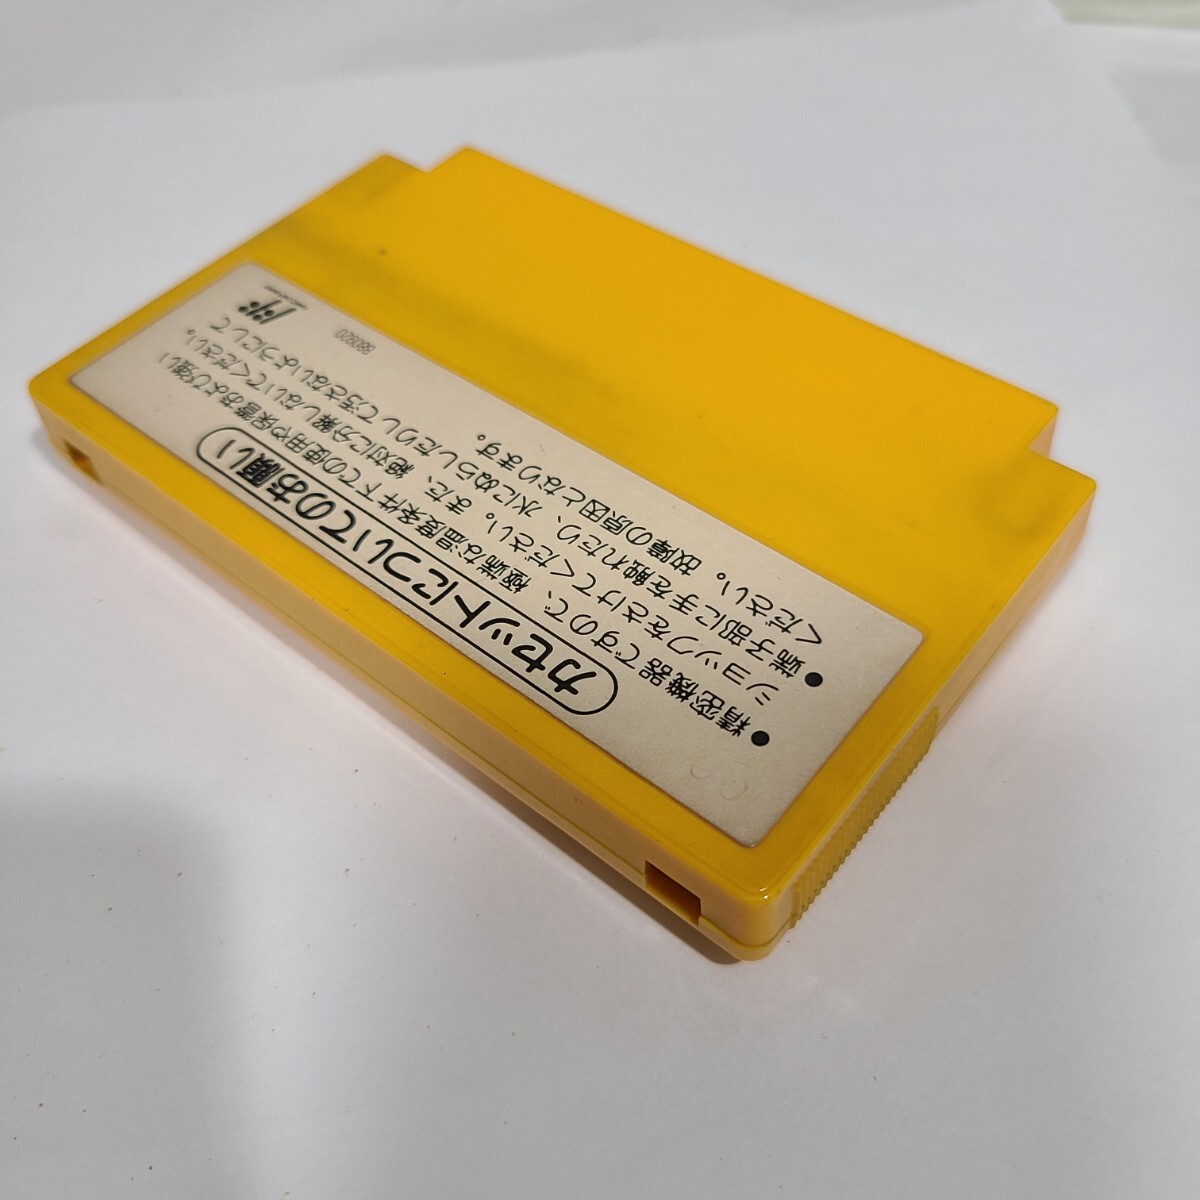 カセットについてのお願い
●精密機器ですので、極端な温度条件下での使用や保管および強い
ショックをさけてください。また、絶対に分解しないでください。
●端子部に手を触れたり、水にぬらしたりして汚さないようにして
ください。故障の原因となります。
FF